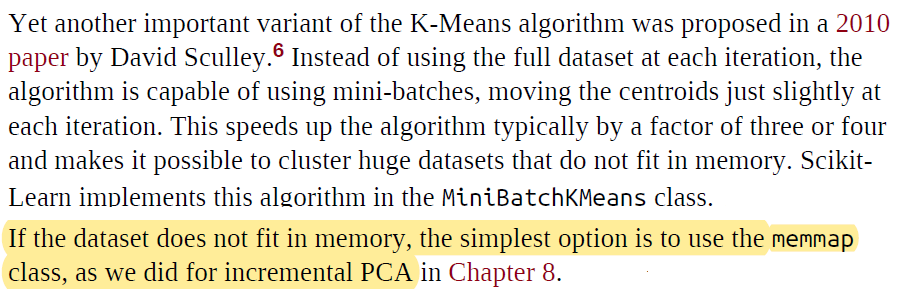 Yet another important variant of the K-Means algorithm was proposed in a 2010
paper by David Sculley.6 Instead of using the full dataset at each iteration, the
algorithm is capable of using mini-batches, moving the centroids just slightly at
each iteration. This speeds up the algorithm typically by a factor of three or four
and makes it possible to cluster huge datasets that do not fit in memory. Scikit-
Learn implements this algorithm in the MiniBatchKMeans class.
If the dataset does not fit in memory, the simplest option is to use the memmap
class, as we did for incremental PCA in Chapter 8.